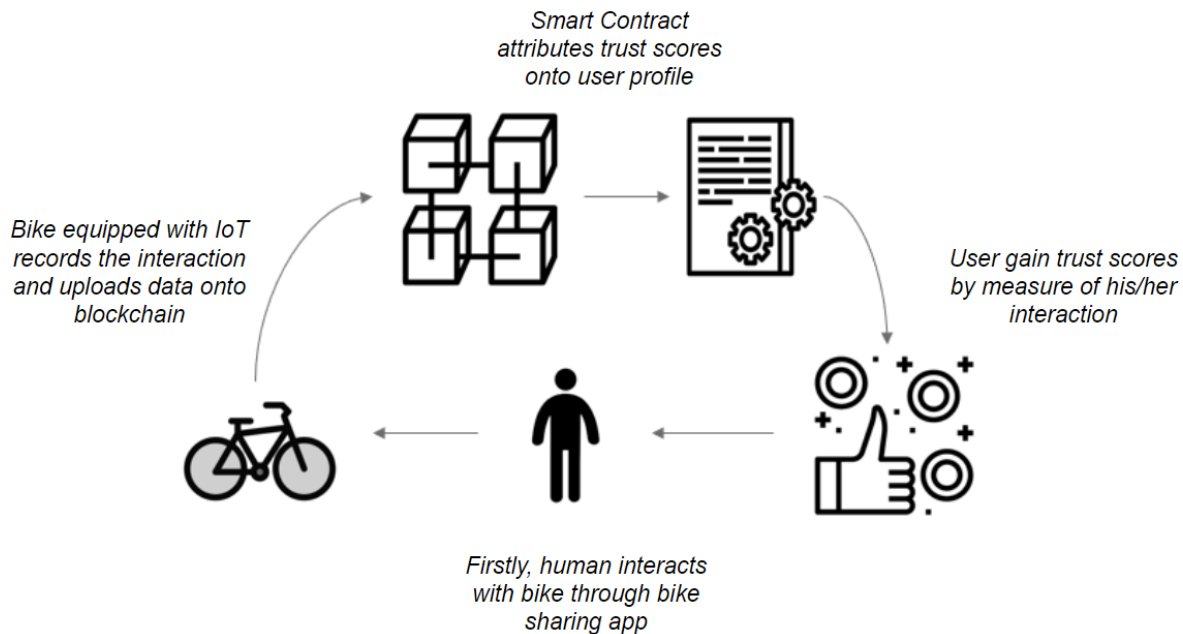 Smart Contract
attributes trust scores
onto user profile
Bike equipped with IoT
records the interaction
and uploads data onto
blockchain
User gain trust scores
by measure of his/her
interaction
Firstly, human interacts
with bike through bike
sharing app